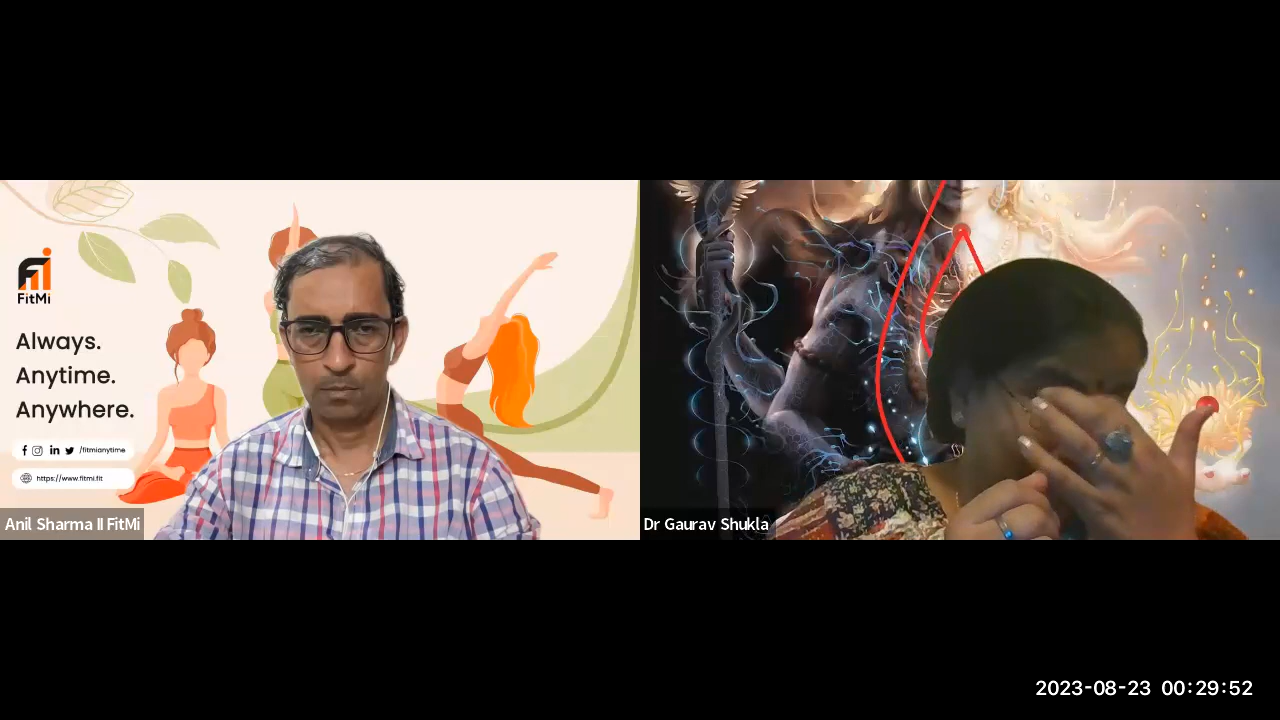 FitMi
Always.
Anytime.
Anywhere.
/fitmianytime
https://www.fitmi.fit
Anil Sharma II FitMi
Dr Gaurav Shukla
2023-08-23 00:29:52